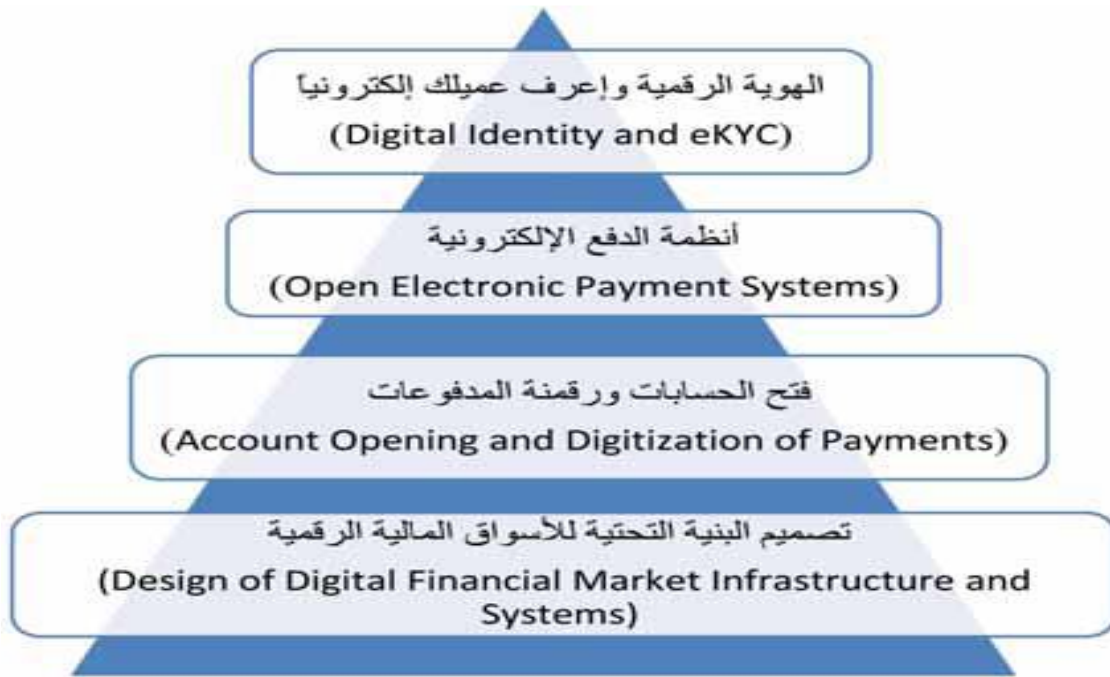 الهوية الرقمية وإعرف عميلك إلكترونياً
(Digital Identity and eKYC)
أنظمة الدفع الإلكترونية
(Open Electronic Payment Systems)
فتح الحسابات ورقمنة المدفوعات
(Account Opening and Digitization of Payments)
تصميم البنية التحتية للأسواق المالية الرقمية
(Design of Digital Financial Market Infrastructure and
Systems)